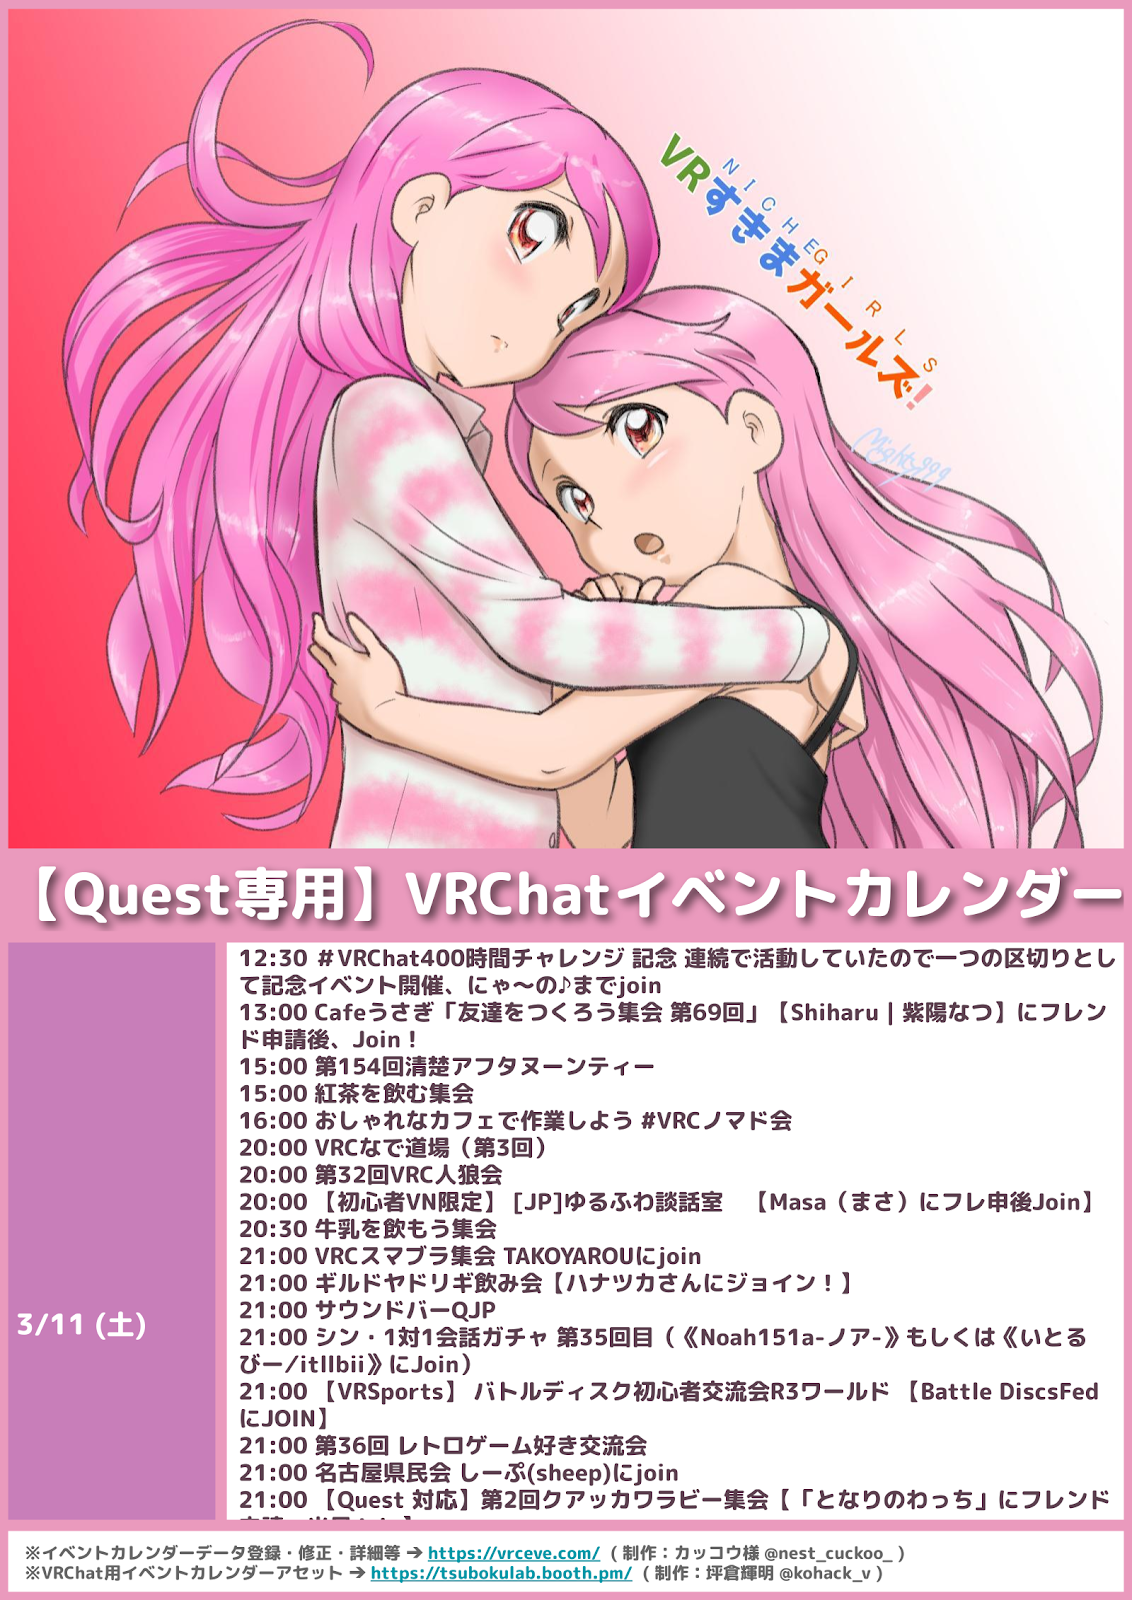 VRすきまガールズ!
NICHE GIRLS
Mighty999
【Quest専用】VRChatイベントカレンダー
3/11 (土)
12:30 ＃VRChat400時間チャレンジ 記念 連続で活動していたので一つの区切りとし
て記念イベント開催、にゃ～の♪までjoin
13:00 Cafeうさぎ「友達をつくろう集会 第69回」【Shiharu | 紫陽なつ】にフレン
ド申請後、Join！
15:00 第154回清楚アフタヌーンティー
15:00 紅茶を飲む集会
16:00 おしゃれなカフェで作業しよう #VRCノマド会
20:00 VRCなで道場（第3回）
20:00 第32回VRC人狼会
20:00 【初心者VN限定】 [JP]ゆるふわ談話室　【Masa（まさ）にフレ申後Join】
20:30 牛乳を飲もう集会
21:00 VRCスマブラ集会 TAKOYAROUにjoin
21:00 ギルドヤドリギ飲み会【ハナツカさんにジョイン！】
21:00 サウンドバーQJP
21:00 シン・1対1会話ガチャ 第35回目（《Noah151a-ノア-》もしくは《いとる
びー/itllbii》にJoin）
21:00 【VRSports】 バトルディスク初心者交流会R3ワールド 【Battle DiscsFed
にJOIN】
21:00 第36回 レトロゲーム好き交流会
21:00 名古屋県民会 しーぷ(sheep)にjoin
21:00 【Quest 対応】第2回クアッカワラビー集会【「となりのわっち」にフレンド
※イベントカレンダーデータ登録・修正・詳細等 ➔ https://vrceve.com/ ( 制作：カッコウ様 @nest_cuckoo_ )
※VRChat用イベントカレンダーアセット ➔ https://tsubokulab.booth.pm/ ( 制作：坪倉輝明 @kohack_v )